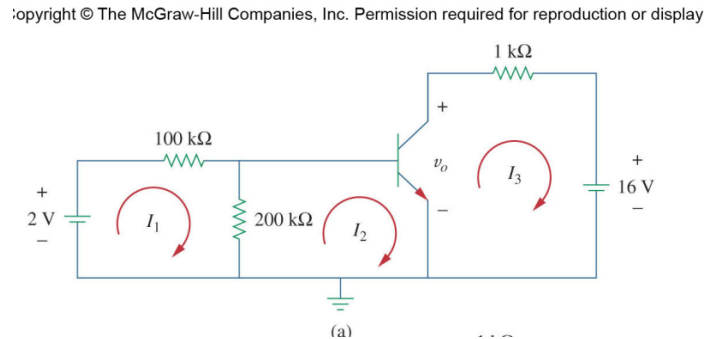 opyright © The McGraw-Hill Companies, Inc. Permission required for reproduction or display
1 kΩ
+
100 kΩ
vₒ
I₃
+
16 V
−
+
2 V
−
I₁
200 kΩ
I₂
−
(a)